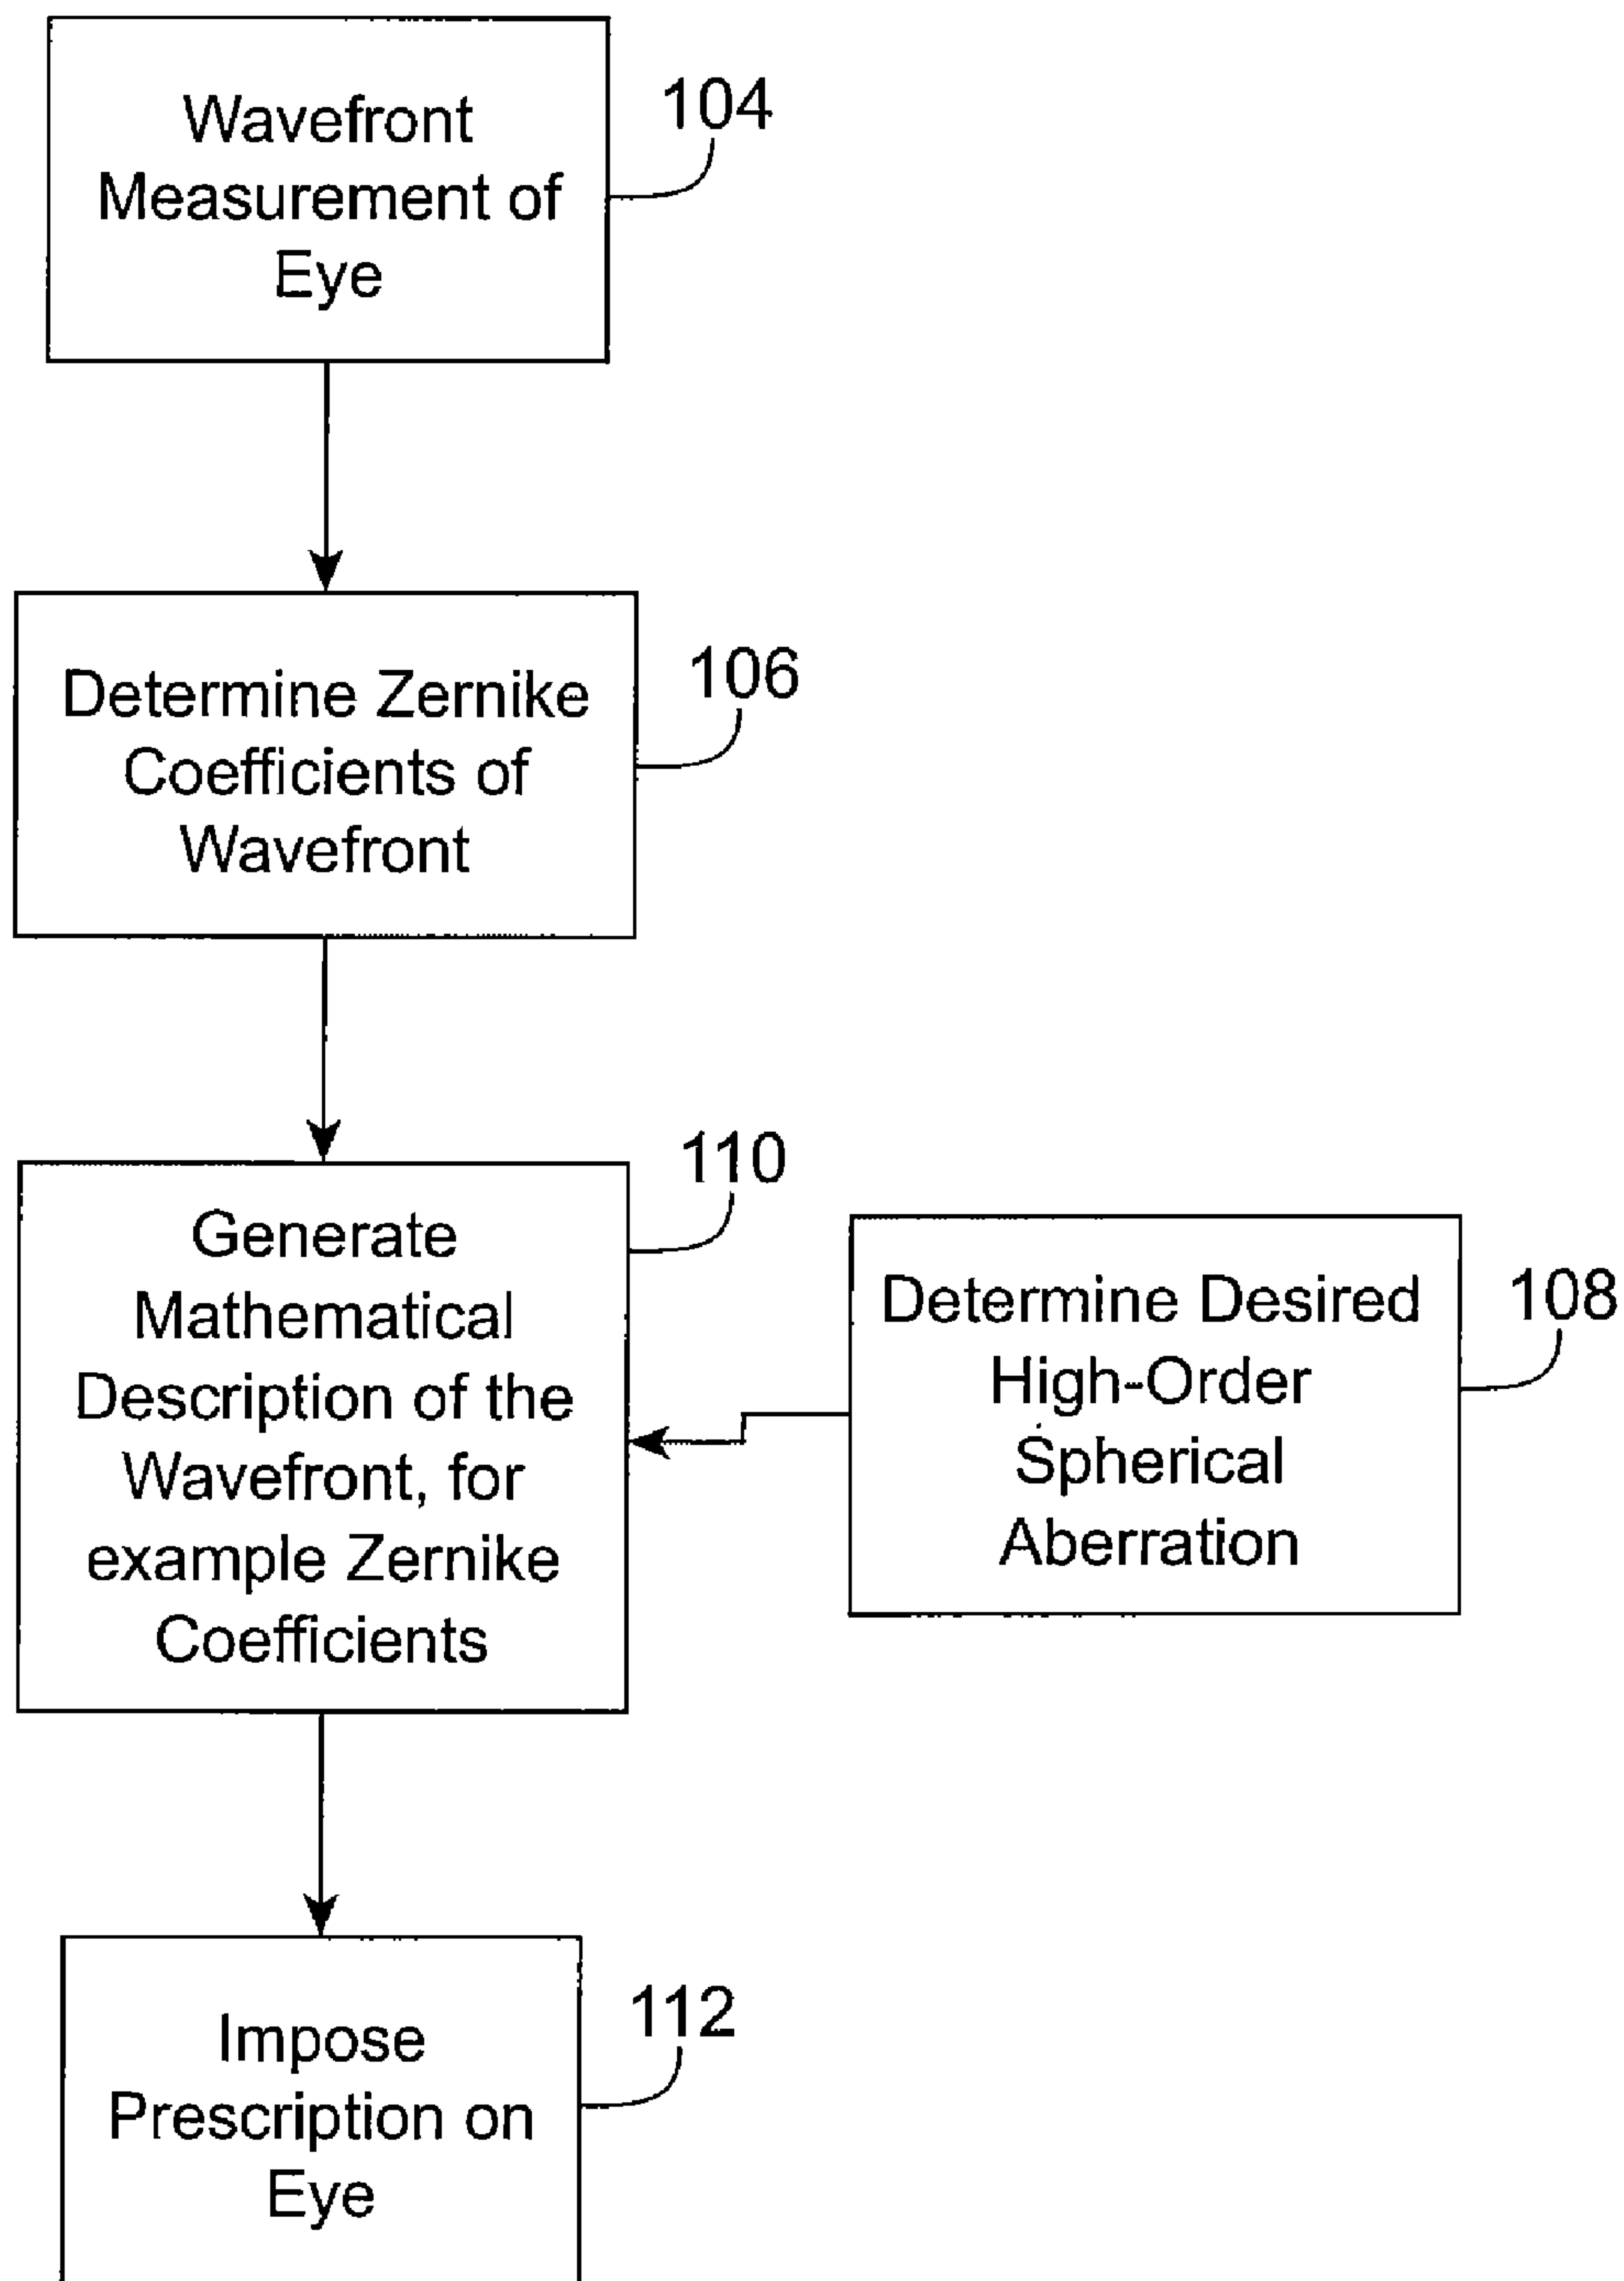 Wavefront
Measurement of
Eye
104
Determine Zernike
Coefficients of
Wavefront
106
Generate
Mathematical
Description of the
Wavefront, for
example Zernike
Coefficients
110
Determine Desired
High-Order
Spherical
Aberration
108
Impose
Prescription on
Eye
112